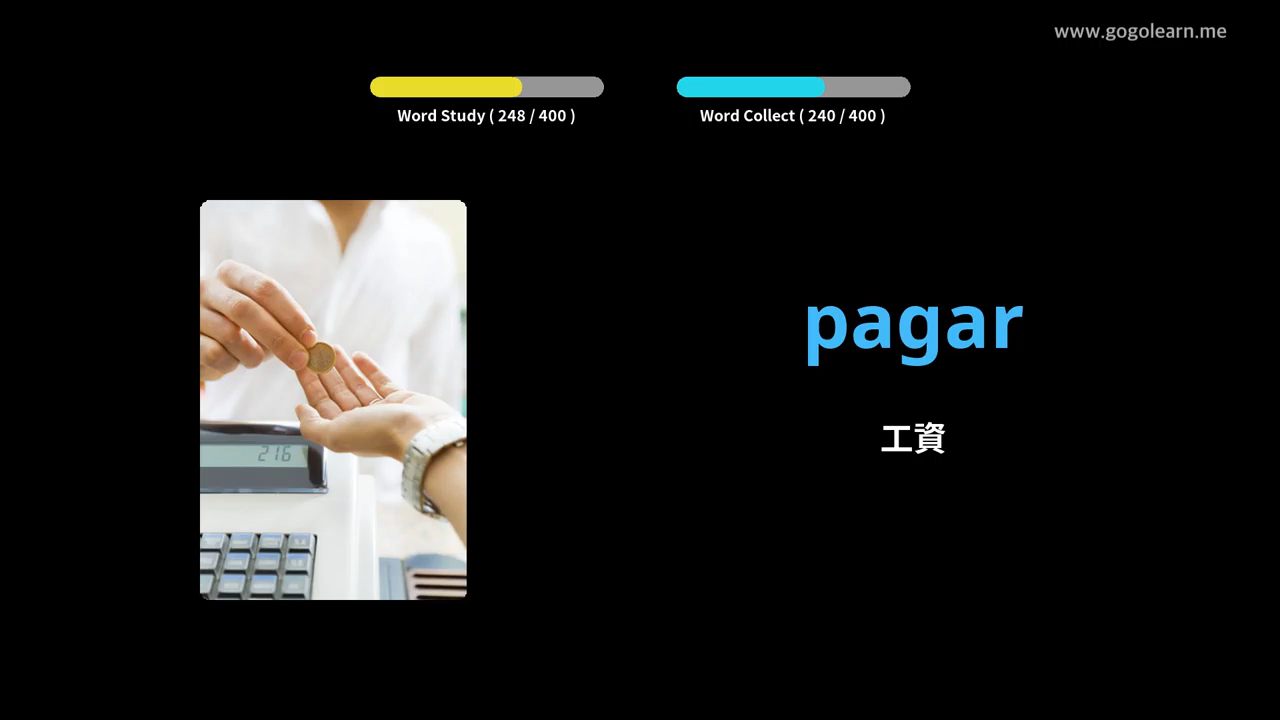 www.gogolearn.me
Word Study ( 248 / 400 )
Word Collect ( 240 / 400 )
216
pagar
工資